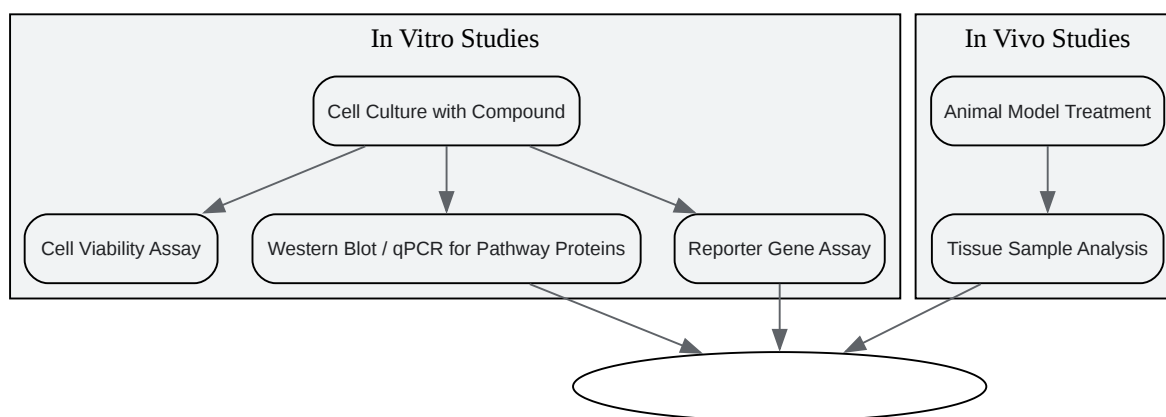 In Vitro Studies
In Vivo Studies
Cell Culture with Compound
Animal Model Treatment
Cell Viability Assay
Western Blot / qPCR for Pathway Proteins
Reporter Gene Assay
Tissue Sample Analysis